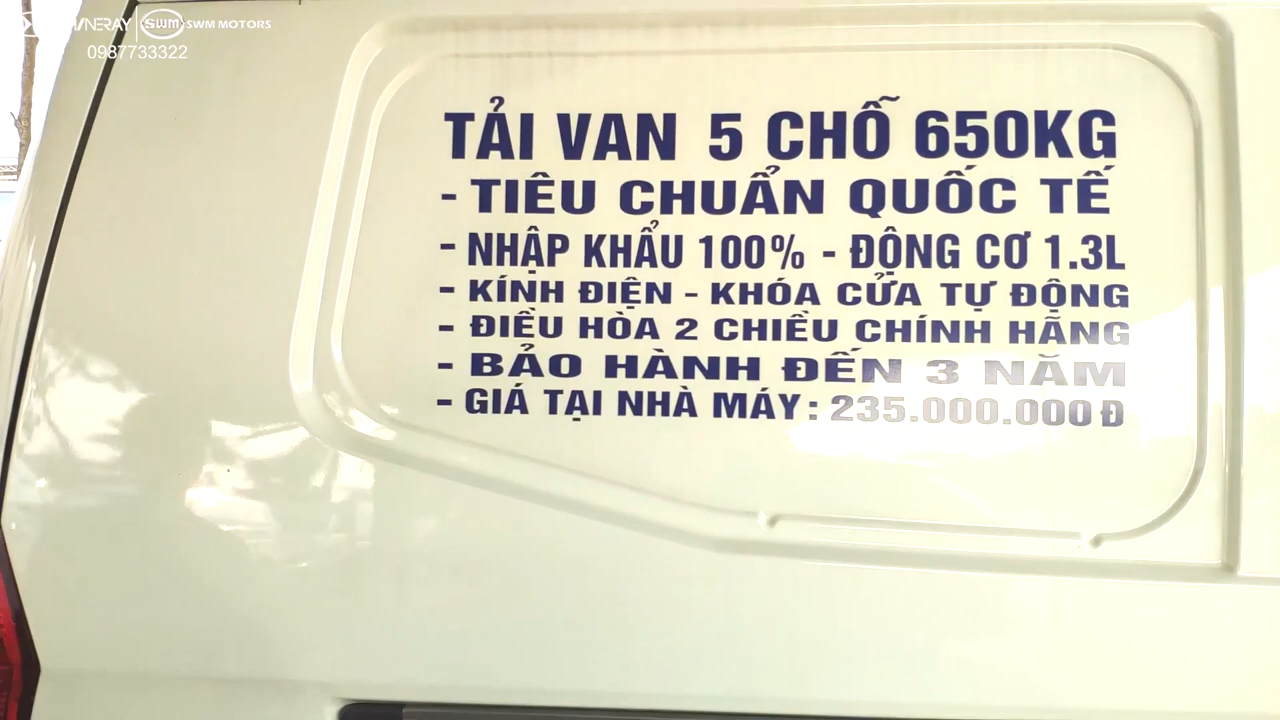 SWM SWM MOTORS
0987733322
TẢI VAN 5 CHỖ 650KG
- TIÊU CHUẨN QUỐC TẾ
- NHẬP KHẨU 100% - ĐỘNG CƠ 1.3L
- KÍNH ĐIỆN - KHÓA CỬA TỰ ĐỘNG
- ĐIỀU HÒA 2 CHIỀU CHÍNH HÃNG
- BẢO HÀNH ĐẾN 3 NĂM
- GIÁ TẠI NHÀ MÁY: 235.000.000 Đ